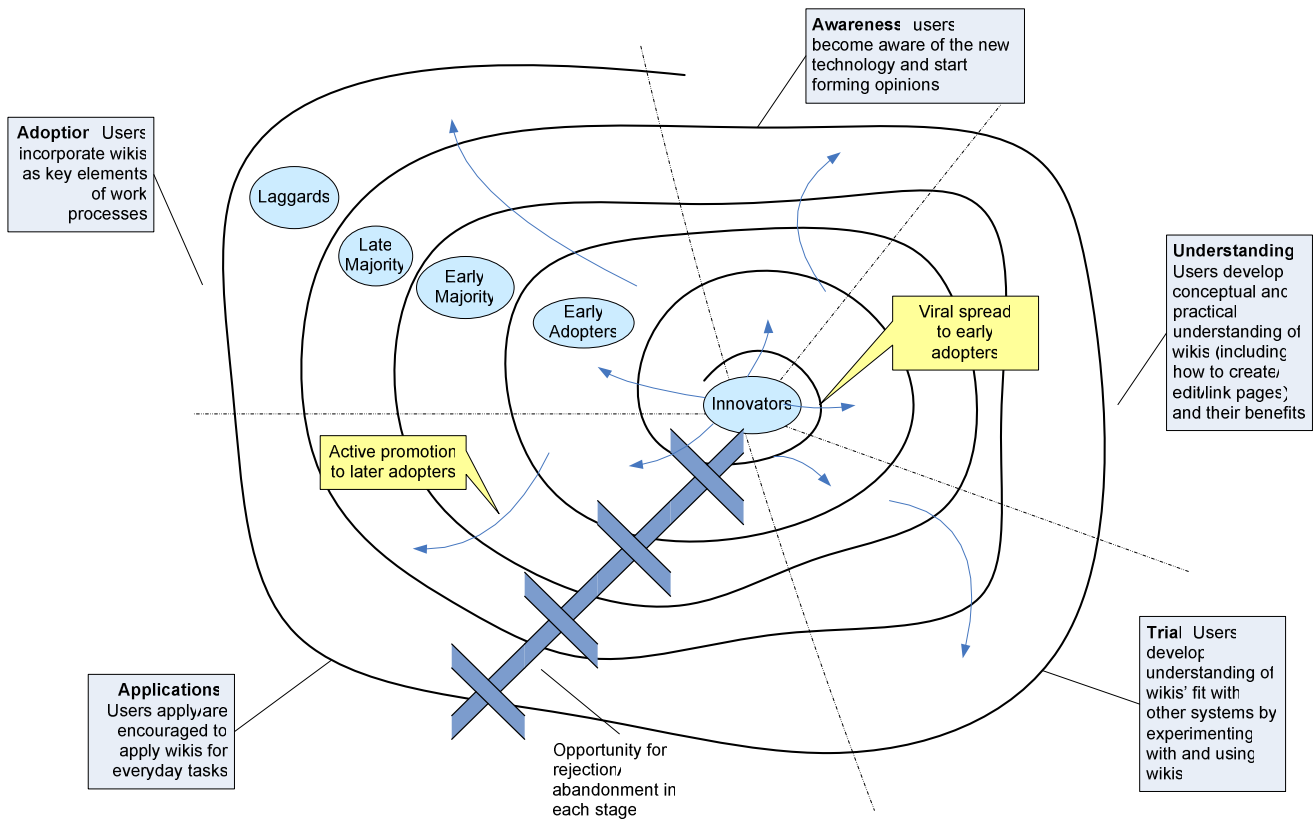 Awareness users
become aware of the new
technology and start
forming opinions
Adoption Users
incorporate wikis
as key elements
of work
processes
Laggards
Late
Majority
Early
Majority
Early
Adopters
Innovators
Viral spread
to early
adopters
Understanding
Users develop
conceptual and
practical
understanding of
wikis (including
how to create/
edit/link pages)
and their benefits
Active promotion
to later adopters
Trial Users
develop
understanding of
wikis' fit with
other systems by
experimenting
with and using
wikis
Applications
Users apply/are
encouraged to
apply wikis for
everyday tasks
Opportunity for
rejection/
abandonment in
each stage